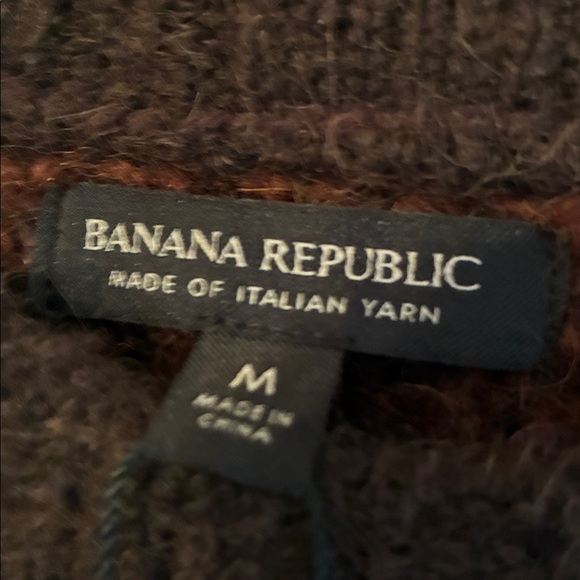 BANANA REPUBLIC
MADE OF ITALIAN YARN
M
MADE IN
CHINA